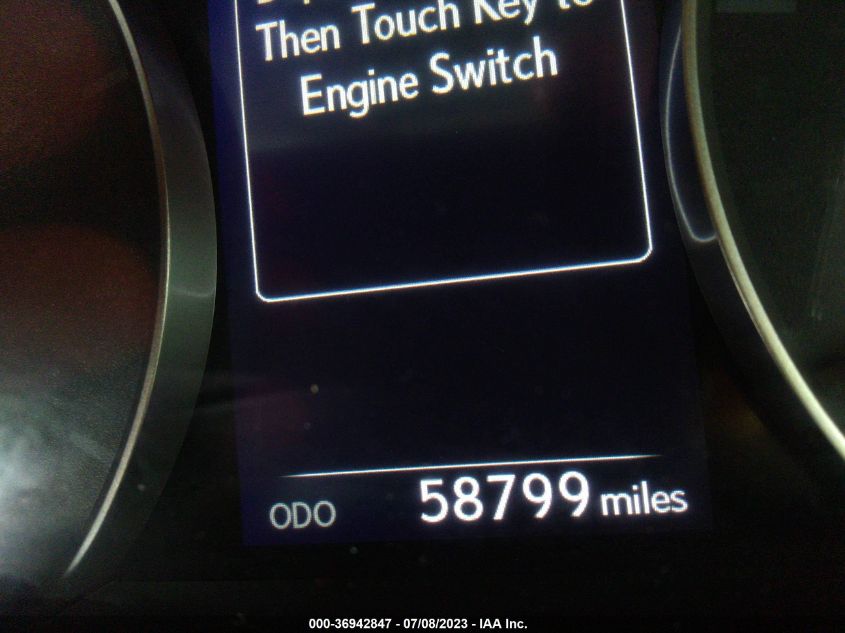 Then Touch Key to
Engine Switch
ODO 58799 miles
000-36942847 - 07/08/2023 - IAA Inc.